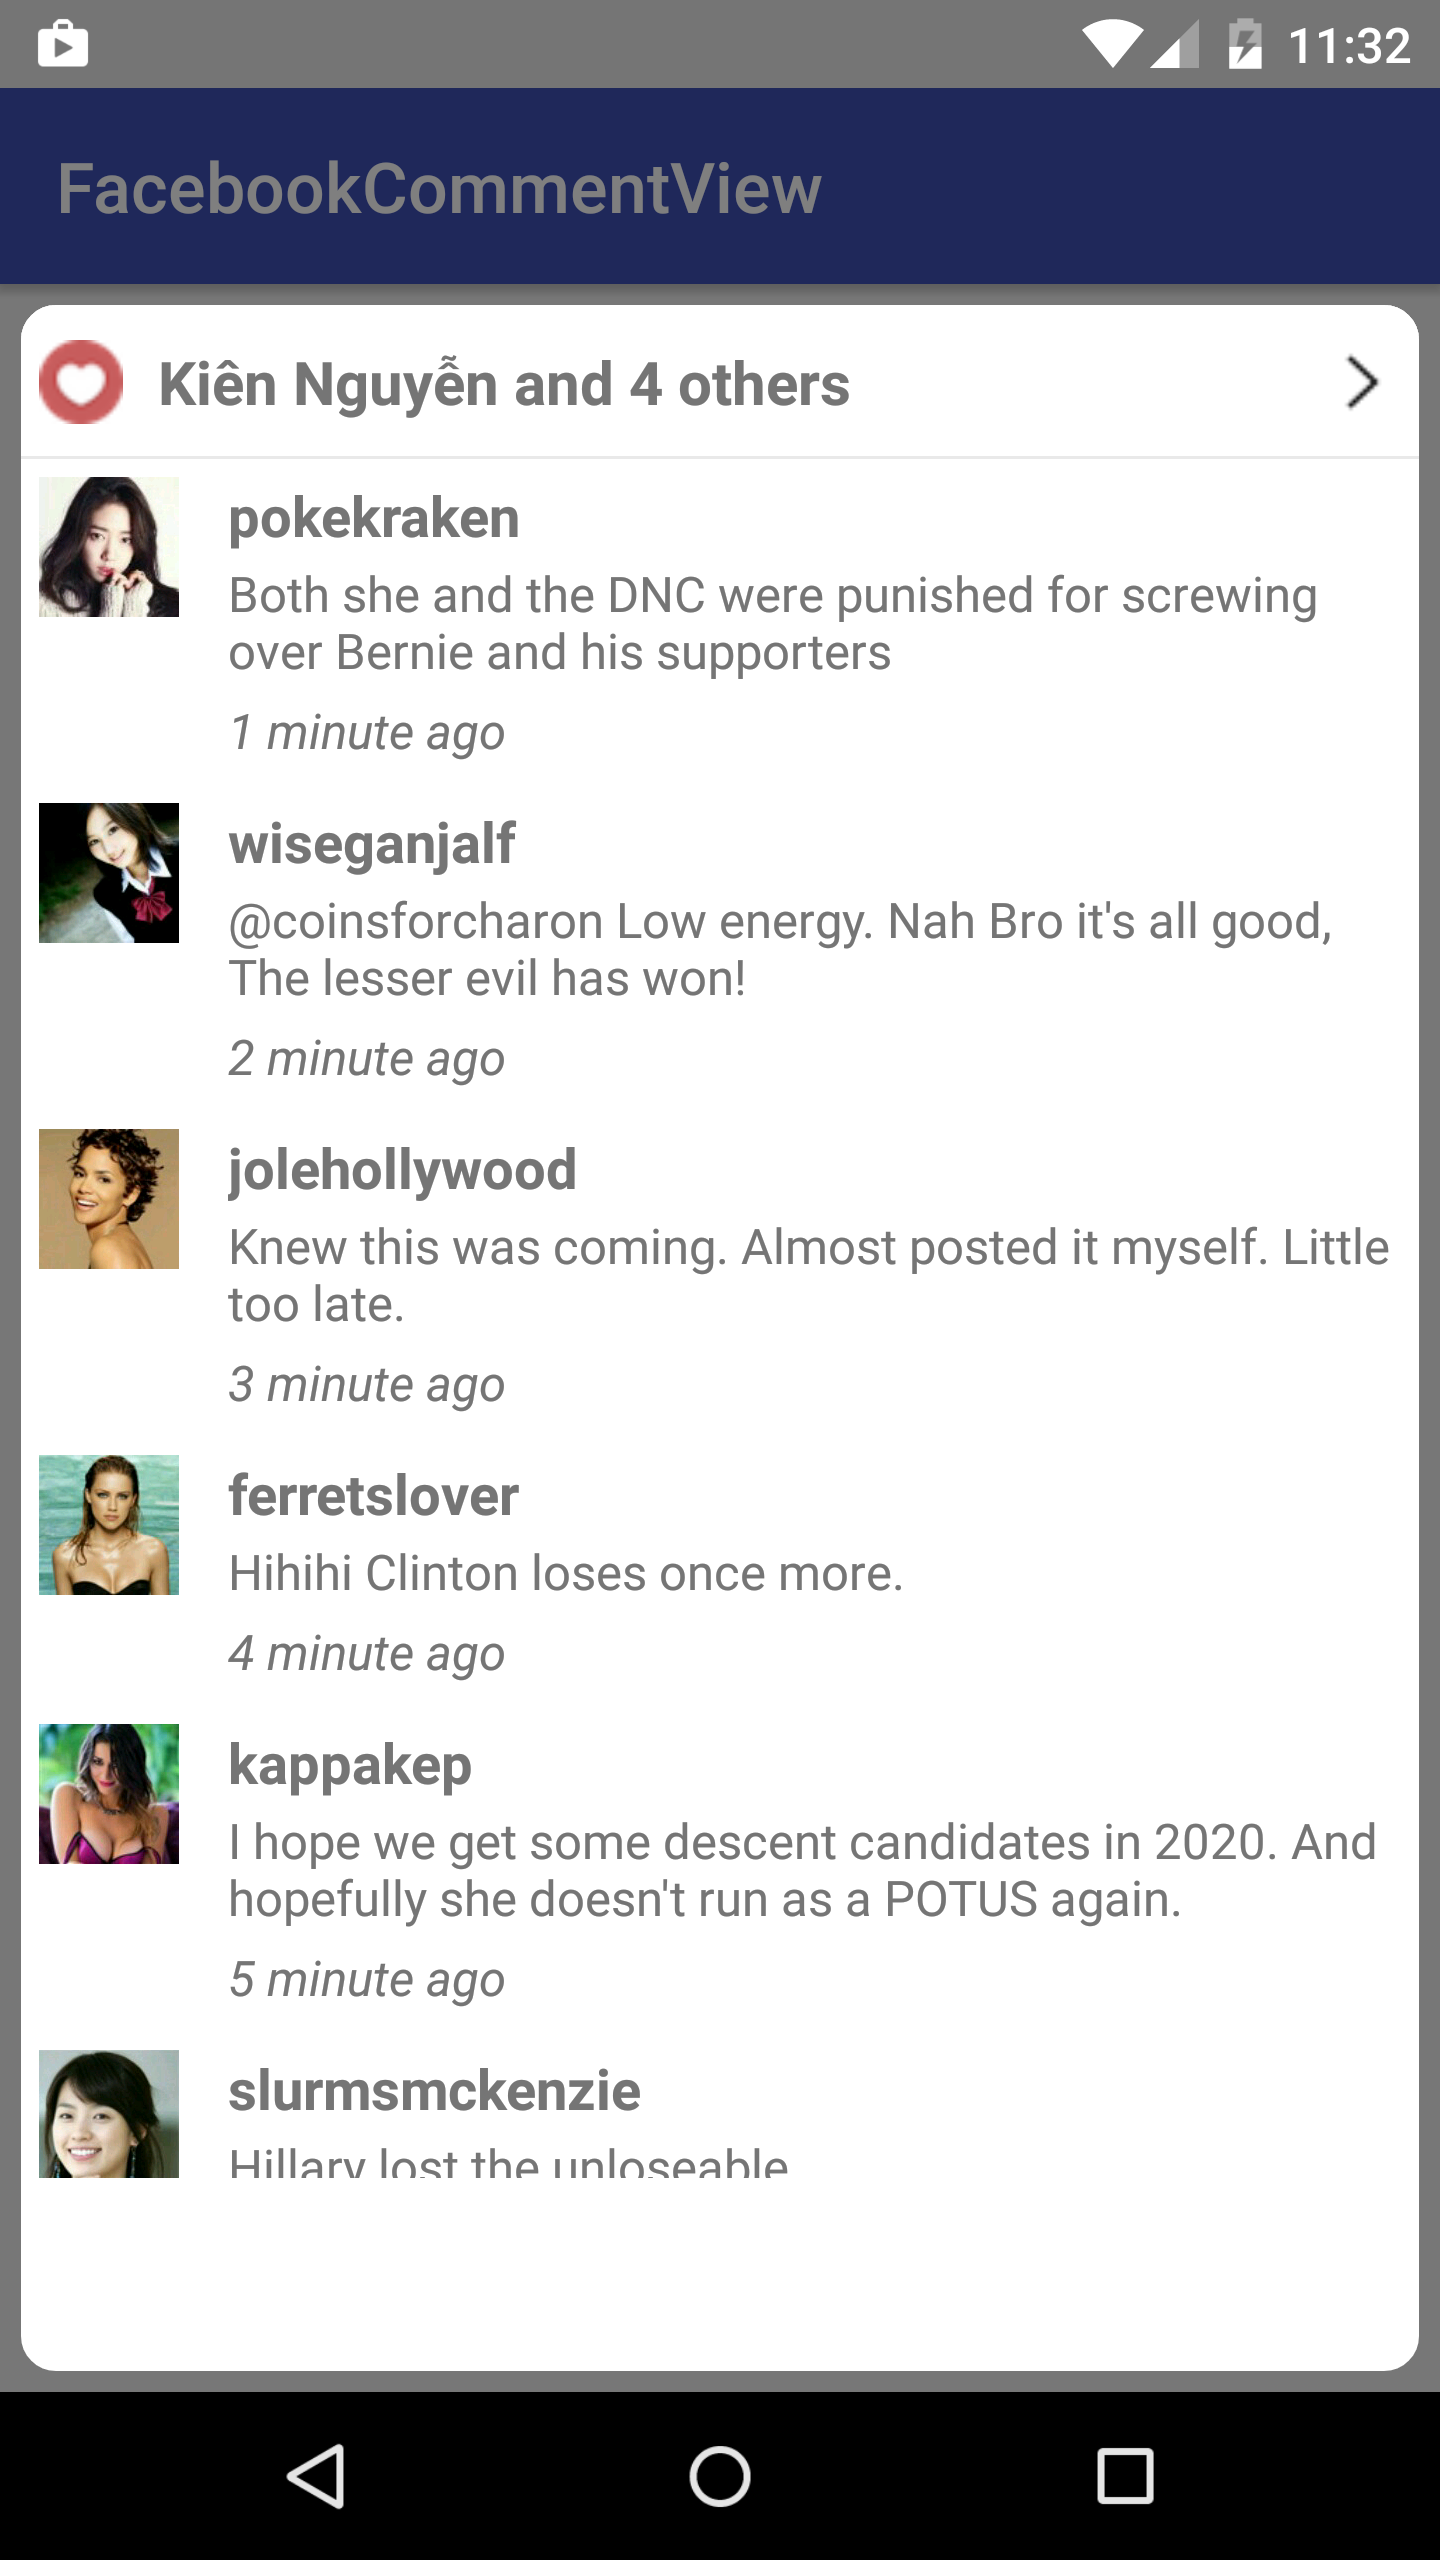 11:32
FacebookCommentView
Kiên Nguyễn and 4 others
pokekraken
Both she and the DNC were punished for screwing
over Bernie and his supporters
1 minute ago
wiseganjalf
@coinsforcharon Low energy. Nah Bro it's all good,
The lesser evil has won!
2 minute ago
jolehollywood
Knew this was coming. Almost posted it myself. Little
too late.
3 minute ago
ferretslover
Hihihi Clinton loses once more.
4 minute ago
kappakep
I hope we get some descent candidates in 2020. And
hopefully she doesn't run as a POTUS again.
5 minute ago
slurmsmckenzie
Hillary lost the unloseable